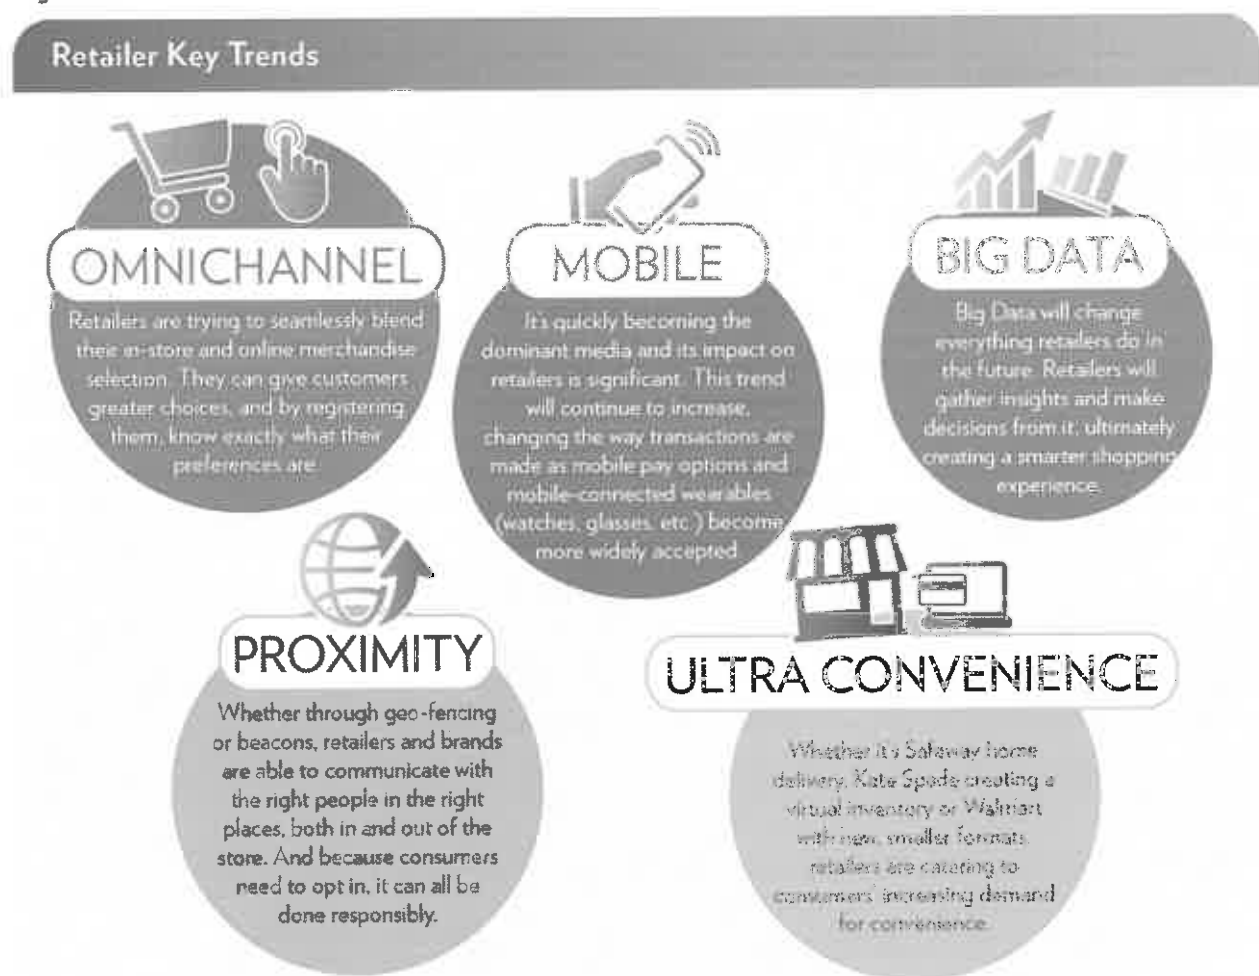 Retailer Key Trends
OMNICHANNEL
Retailers are trying to seamlessly blend
their in-store and online merchandise
selection. They can give customers
greater choices, and by registering
them, know exactly what their
preferences are.
MOBILE
It's quickly becoming the
dominant media and its impact on
retailers is significant. This trend
will continue to increase,
changing the way transactions are
made as mobile pay options and
mobile-connected wearables
(watches, glasses, etc.) become
more widely accepted.
BIG DATA
Big Data will change
everything retailers do in
the future. Retailers will
gather insights and make
decisions from it, ultimately
creating a smarter shopping
experience.
PROXIMITY
Whether through geo-fencing
or beacons, retailers and brands
are able to communicate with
the right people in the right
places, both in and out of the
store. And because consumers
need to opt in, it can all be
done responsibly.
ULTRA CONVENIENCE
Whether it's Safeway home
delivery, Kate Spade creating a
virtual inventory or Walmart
with new, smaller formats,
retailers are catering to
consumers' increasing demand
for convenience.